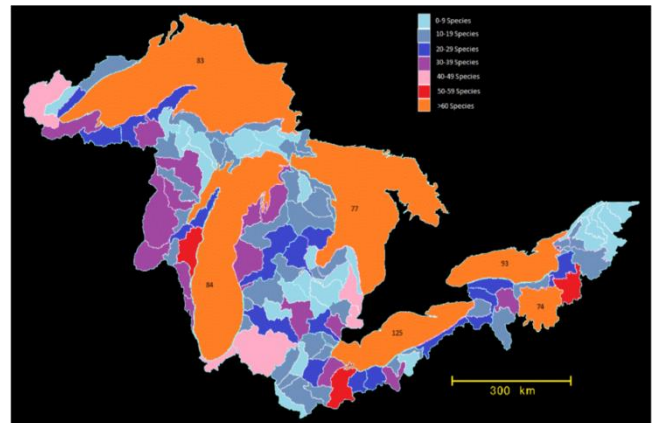 0-9 Species
10-19 Species
20-29 Species
30-39 Species
40-49 Species
50-59 Species
>60 Species
83
77
93
84
74
125
300 km